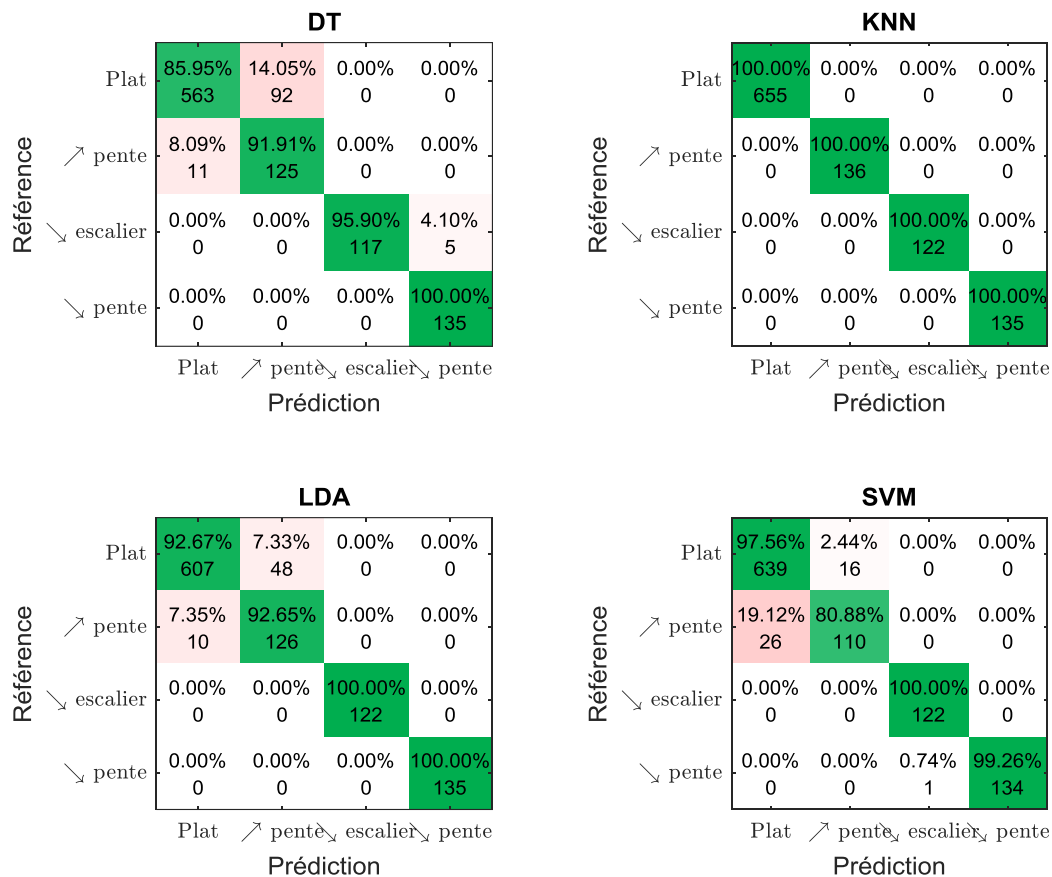 DT
Référence
Plat 85.95% 14.05% 0.00% 0.00%
563 92 0 0
↗ pente 8.09% 91.91% 0.00% 0.00%
11 125 0 0
↘ escalier 0.00% 0.00% 95.90% 4.10%
0 0 117 5
↘ pente 0.00% 0.00% 0.00% 100.00%
0 0 0 135
Plat ↗ pente ↘ escalier ↘ pente
Prédiction
KNN
Référence
Plat 100.00% 0.00% 0.00% 0.00%
655 0 0 0
↗ pente 0.00% 100.00% 0.00% 0.00%
0 136 0 0
↘ escalier 0.00% 0.00% 100.00% 0.00%
0 0 122 0
↘ pente 0.00% 0.00% 0.00% 100.00%
0 0 0 135
Plat ↗ pente ↘ escalier ↘ pente
Prédiction
LDA
Référence
Plat 92.67% 7.33% 0.00% 0.00%
607 48 0 0
↗ pente 7.35% 92.65% 0.00% 0.00%
10 126 0 0
↘ escalier 0.00% 0.00% 100.00% 0.00%
0 0 122 0
↘ pente 0.00% 0.00% 0.00% 100.00%
0 0 0 135
Plat ↗ pente ↘ escalier ↘ pente
Prédiction
SVM
Référence
Plat 97.56% 2.44% 0.00% 0.00%
639 16 0 0
↗ pente 19.12% 80.88% 0.00% 0.00%
26 110 0 0
↘ escalier 0.00% 0.00% 100.00% 0.00%
0 0 122 0
↘ pente 0.00% 0.00% 0.74% 99.26%
0 0 1 134
Plat ↗ pente ↘ escalier ↘ pente
Prédiction